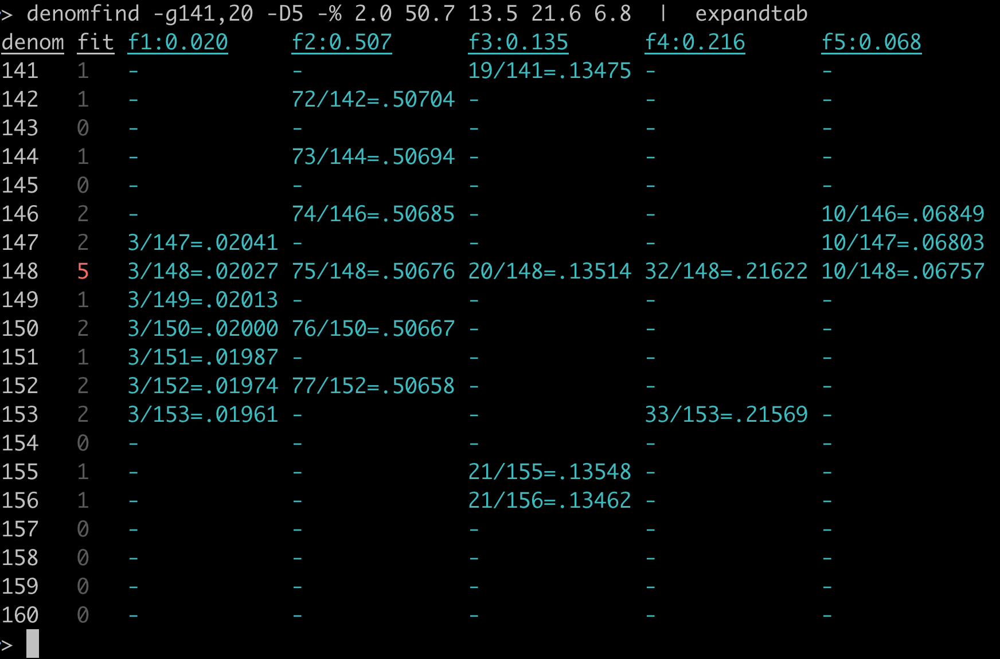 > denomfind -g141,20 -D5 -% 2.0 50.7 13.5 21.6 6.8 | expandtab
denom fit f1:0.020 f2:0.507 f3:0.135 f4:0.216 f5:0.068
141 1 - - 19/141=.13475 - -
142 1 - 72/142=.50704 - - -
143 0 - - - - -
144 1 - 73/144=.50694 - - -
145 0 - - - - -
146 2 - 74/146=.50685 - - 10/146=.06849
147 2 3/147=.02041 - - - 10/147=.06803
148 5 3/148=.02027 75/148=.50676 20/148=.13514 32/148=.21622 10/148=.06757
149 1 3/149=.02013 - - - -
150 2 3/150=.02000 76/150=.50667 - - -
151 1 3/151=.01987 - - - -
152 2 3/152=.01974 77/152=.50658 - - -
153 2 3/153=.01961 - - 33/153=.21569 -
154 0 - - - - -
155 1 - - 21/155=.13548 - -
156 1 - - 21/156=.13462 - -
157 0 - - - - -
158 0 - - - - -
159 0 - - - - -
160 0 - - - - -
>